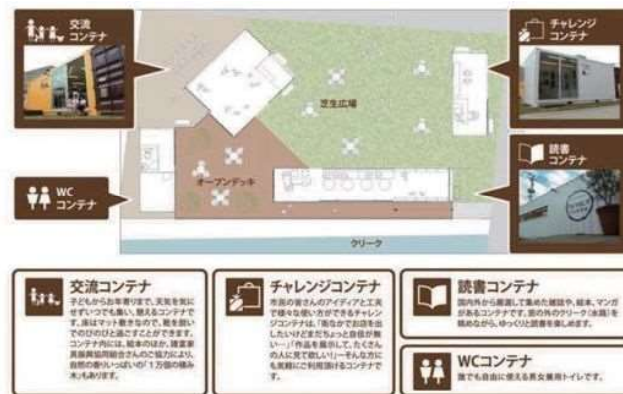 交流
コンテナ
チャレンジ
コンテナ
芝生広場
読書
コンテナ
WC
コンテナ
オープンデッキ
クリーク
交流コンテナ
子どもからお年寄りまで、天気を気に
せずいつでも集い、憩えるコンテナで
す。床はマット敷きなので、靴を脱い
でのびのびと過ごすことができます。
コンテナ内には、絵本のほか、諸富家
具振興協同組合さんのご協力により、
自然の香りいっぱいの「1万個の積み
木」もあります。
チャレンジコンテナ
市民の皆さんのアイディアと工夫
で様々な使い方ができるチャレン
ジコンテナは、「街なかでお店を出
したいけどまだちょっと自信が無
い…」「作品を展示して、たくさん
の人に見て欲しい!」…そんな方に
も気軽にご利用頂けるコンテナで
す。
読書コンテナ
国内外から厳選して集めた雑誌や、絵本、マンガ
があるコンテナです。窓の外のクリーク（水路）を
眺めながら、ゆっくりと読書を楽しめます。
WCコンテナ
誰でも自由に使える男女兼用トイレです。